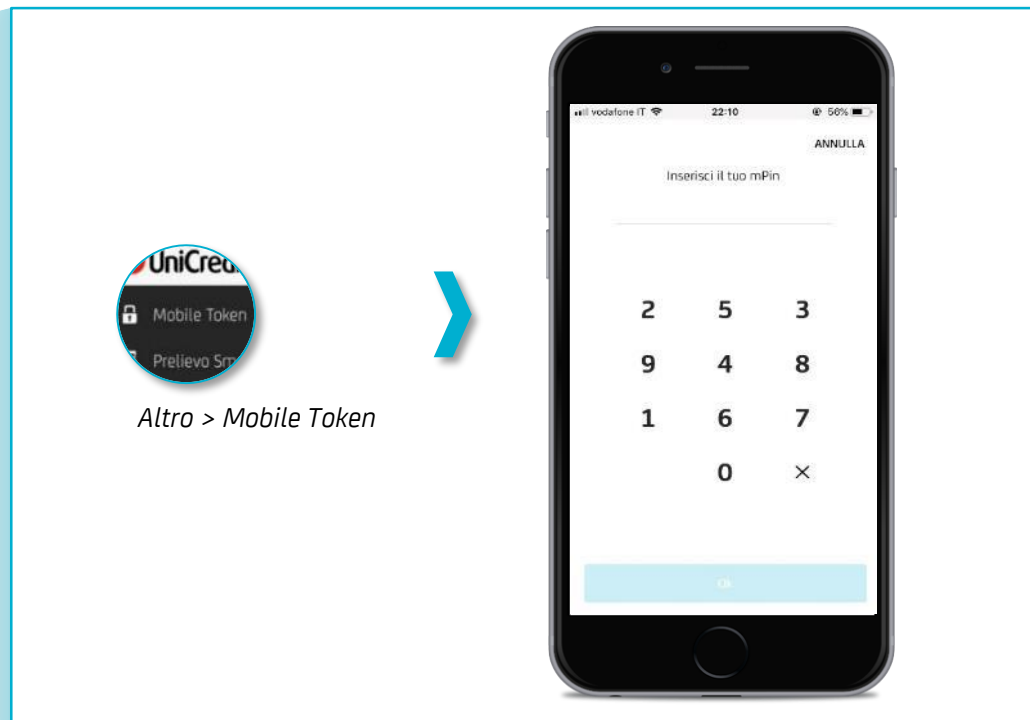 UniCred
Mobile Token
Prelievo Sm
Altro > Mobile Token
vodafone IT 22:10 56%
ANNULLA
Inserisci il tuo mPin
2 5 3
9 4 8
1 6 7
0 ×
Ok